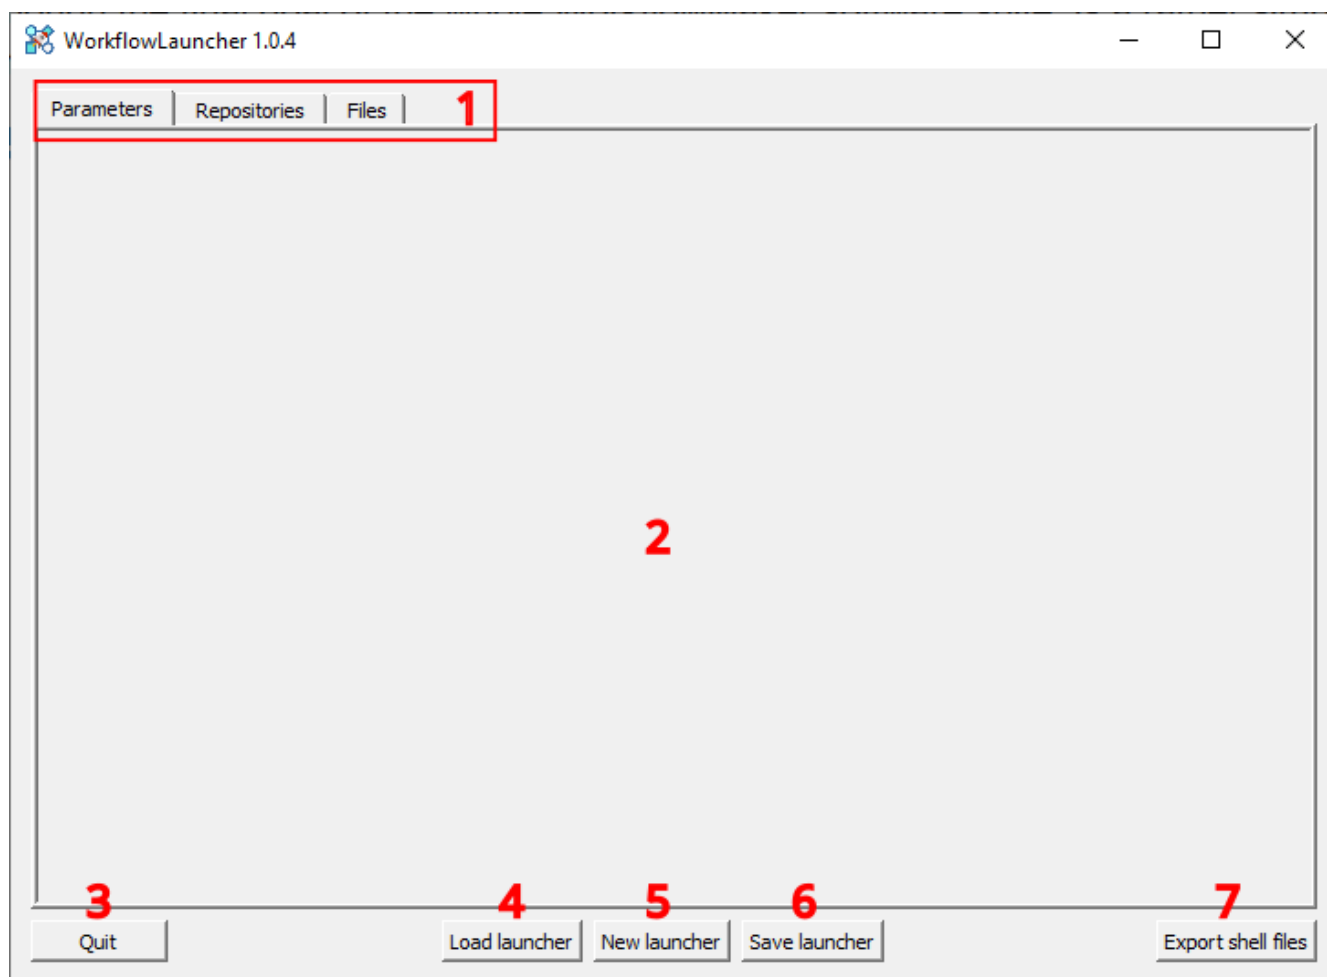 WorkflowLauncher 1.0.4
Parameters Repositories Files 1
2
3 4 5 6 7
Quit Load launcher New launcher Save launcher Export shell files